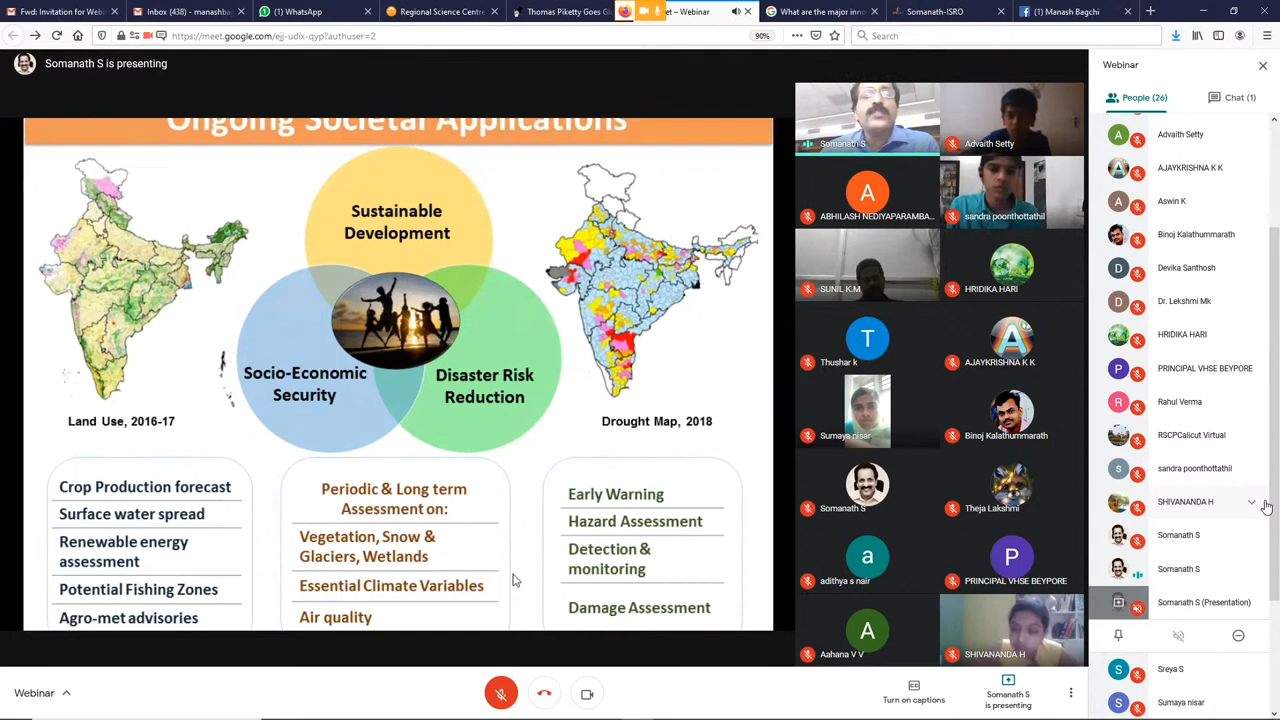 Fwd: Invitation for Webi
Inbox (438) - manashba
(1) WhatsApp
Regional Science Centre
Thomas Piketty Goes Gl
et – Webinar
What are the major inno
Somanath-ISRO
(1) Manash Bagchi
https://meet.google.com/ejj-udix-qyp?authuser=2
90%
Search
Somanath S is presenting
Ongoing Societal Applications
Sustainable
Development
Socio-Economic
Security
Disaster Risk
Reduction
Land Use, 2016-17
Drought Map, 2018
Crop Production forecast
Surface water spread
Renewable energy
assessment
Potential Fishing Zones
Agro-met advisories
Periodic & Long term
Assessment on:
Vegetation, Snow &
Glaciers, Wetlands
Essential Climate Variables
Air quality
Early Warning
Hazard Assessment
Detection &
monitoring
Damage Assessment
Somanath S
Advaith Setty
A
ABHILASH NEDIYAPARAMBA...
sandra poonthottathil
SUNIL K.M
HRIDIKA HARI
T
Thushar k
A
AJAYKRISHNA K K
Sumaya nisar
Binoj Kalathummarath
Somanath S
Theja Lakshmi
a
adithya s nair
P
PRINCIPAL VHSE BEYPORE
A
Aahana V V
SHIVANANDA H
Webinar
People (26)
Chat (1)
A
Advaith Setty
A
AJAYKRISHNA K K
A
Aswin K
Binoj Kalathummarath
D
Devika Santhosh
D
Dr. Lekshmi Mk
HRIDIKA HARI
P
PRINCIPAL VHSE BEYPORE
R
Rahul Verma
RSCPCalicut Virtual
s
sandra poonthottathil
SHIVANANDA H
Somanath S
Somanath S
Somanath S (Presentation)
S
Sreya S
S
Sumaya nisar
Webinar
Turn on captions
Somanath S
is presenting